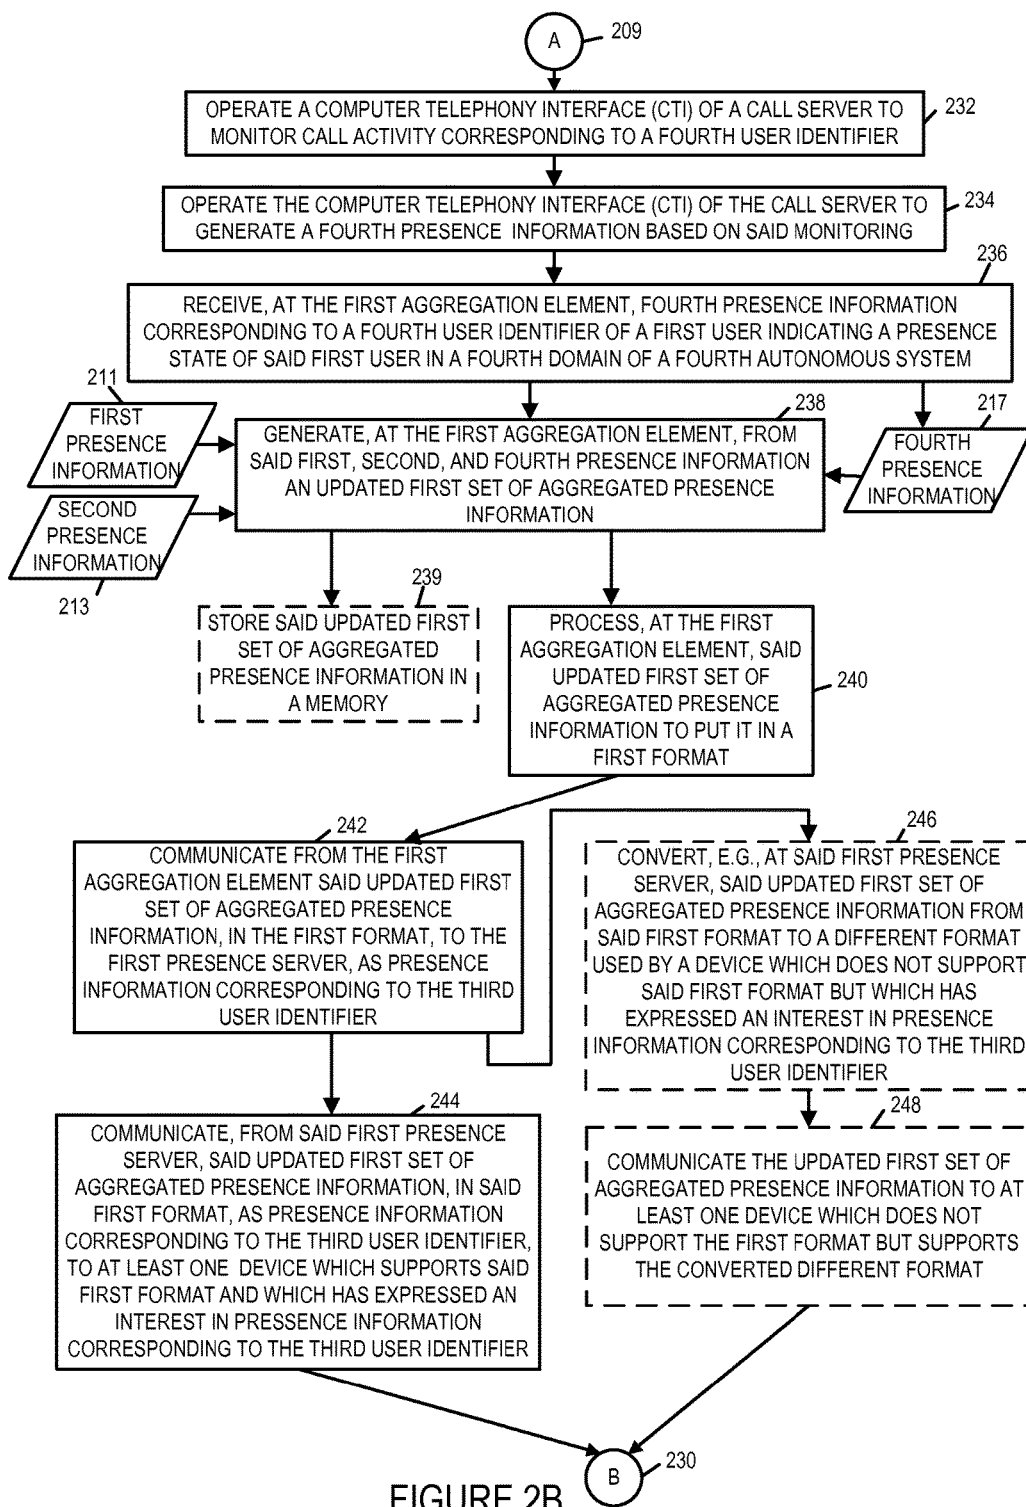 A
209
OPERATE A COMPUTER TELEPHONY INTERFACE (CTI) OF A CALL SERVER TO
MONITOR CALL ACTIVITY CORRESPONDING TO A FOURTH USER IDENTIFIER
232
OPERATE THE COMPUTER TELEPHONY INTERFACE (CTI) OF THE CALL SERVER TO
GENERATE A FOURTH PRESENCE INFORMATION BASED ON SAID MONITORING
234
236
RECEIVE, AT THE FIRST AGGREGATION ELEMENT, FOURTH PRESENCE INFORMATION
CORRESPONDING TO A FOURTH USER IDENTIFIER OF A FIRST USER INDICATING A PRESENCE
STATE OF SAID FIRST USER IN A FOURTH DOMAIN OF A FOURTH AUTONOMOUS SYSTEM
211
FIRST
PRESENCE
INFORMATION
SECOND
PRESENCE
INFORMATION
213
238
GENERATE, AT THE FIRST AGGREGATION ELEMENT, FROM
SAID FIRST, SECOND, AND FOURTH PRESENCE INFORMATION
AN UPDATED FIRST SET OF AGGREGATED PRESENCE
INFORMATION
217
FOURTH
PRESENCE
INFORMATION
239
STORE SAID UPDATED FIRST
SET OF AGGREGATED
PRESENCE INFORMATION IN
A MEMORY
PROCESS, AT THE FIRST
AGGREGATION ELEMENT, SAID
UPDATED FIRST SET OF
AGGREGATED PRESENCE
INFORMATION TO PUT IT IN A
FIRST FORMAT
240
242
COMMUNICATE FROM THE FIRST
AGGREGATION ELEMENT SAID UPDATED FIRST
SET OF AGGREGATED PRESENCE
INFORMATION, IN THE FIRST FORMAT, TO THE
FIRST PRESENCE SERVER, AS PRESENCE
INFORMATION CORRESPONDING TO THE THIRD
USER IDENTIFIER
246
CONVERT, E.G., AT SAID FIRST PRESENCE
SERVER, SAID UPDATED FIRST SET OF
AGGREGATED PRESENCE INFORMATION FROM
SAID FIRST FORMAT TO A DIFFERENT FORMAT
USED BY A DEVICE WHICH DOES NOT SUPPORT
SAID FIRST FORMAT BUT WHICH HAS
EXPRESSED AN INTEREST IN PRESENCE
INFORMATION CORRESPONDING TO THE THIRD
USER IDENTIFIER
244
COMMUNICATE, FROM SAID FIRST PRESENCE
SERVER, SAID UPDATED FIRST SET OF
AGGREGATED PRESENCE INFORMATION, IN SAID
FIRST FORMAT, AS PRESENCE INFORMATION
CORRESPONDING TO THE THIRD USER IDENTIFIER,
TO AT LEAST ONE DEVICE WHICH SUPPORTS SAID
FIRST FORMAT AND WHICH HAS EXPRESSED AN
INTEREST IN PRESSENCE INFORMATION
CORRESPONDING TO THE THIRD USER IDENTIFIER
248
COMMUNICATE THE UPDATED FIRST SET OF
AGGREGATED PRESENCE INFORMATION TO AT
LEAST ONE DEVICE WHICH DOES NOT
SUPPORT THE FIRST FORMAT BUT SUPPORTS
THE CONVERTED DIFFERENT FORMAT
B
230
FIGURE 2B